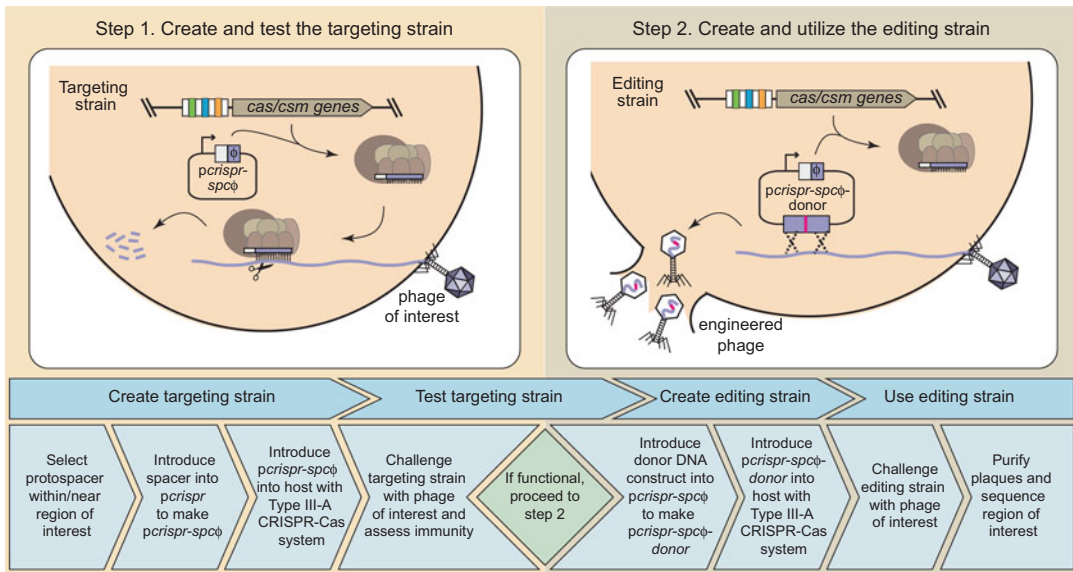 Step 1. Create and test the targeting strain
Targeting
strain
cas/csm genes
ϕ
pcrispr-
spcϕ
phage
of interest
Step 2. Create and utilize the editing strain
Editing
strain
cas/csm genes
ϕ
pcrispr-spcϕ-
donor
engineered
phage
Create targeting strain
Test targeting strain
Create editing strain
Use editing strain
Select
protospacer
within/near
region of
interest
Introduce
spacer into
pcrispr
to make
pcrispr-spcϕ
Introduce
pcrispr-spcϕ
into host with
Type III-A
CRISPR-Cas
system
Challenge
targeting strain
with phage
of interest and
assess immunity
If functional,
proceed to
step 2
Introduce
donor DNA
construct into
pcrispr-spcϕ
to make
pcrispr-spcϕ-
donor
Introduce
pcrispr-spcϕ-
donor into
host with
Type III-A
CRISPR-Cas
system
Challenge
editing strain
with phage
of interest
Purify
plaques and
sequence
region of
interest